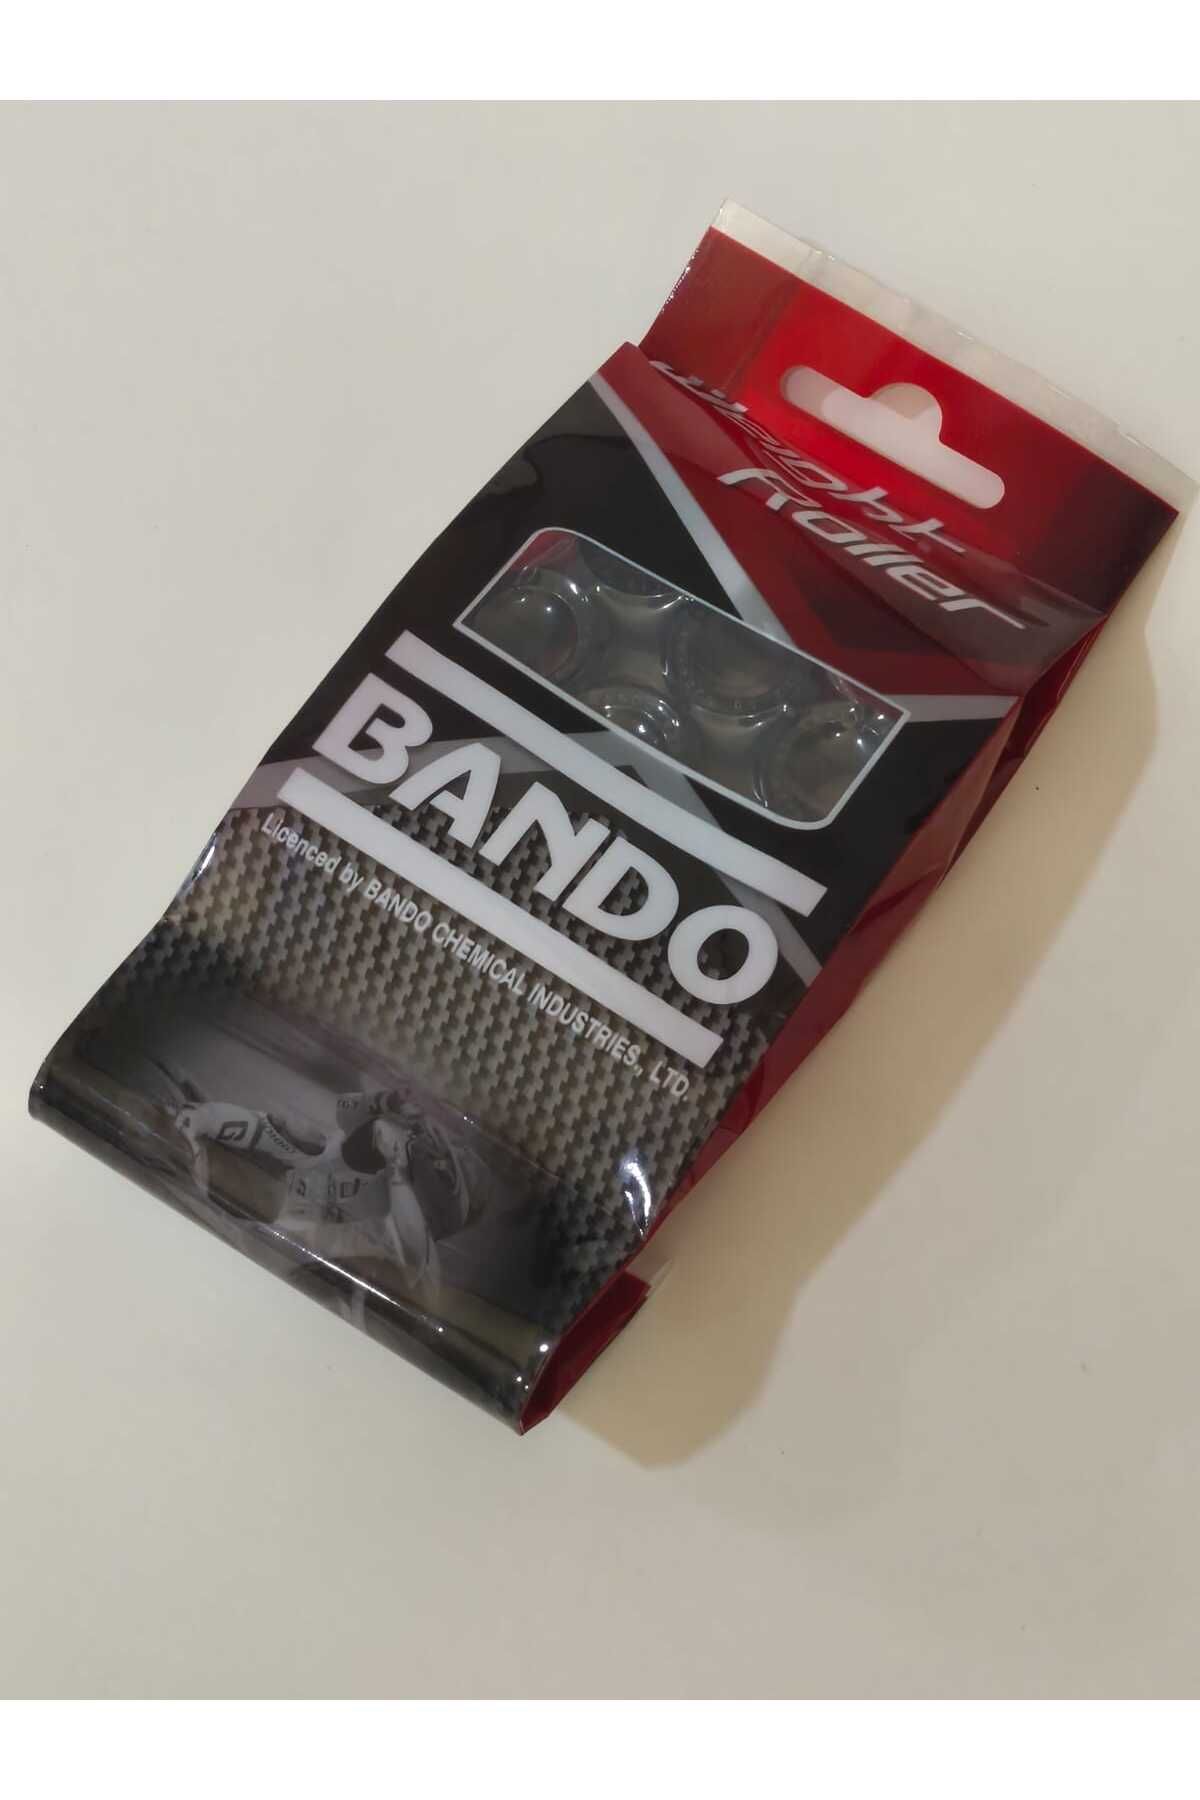 Weight
Roller
BANDO
Licenced by BANDO CHEMICAL INDUSTRIES., LTD.